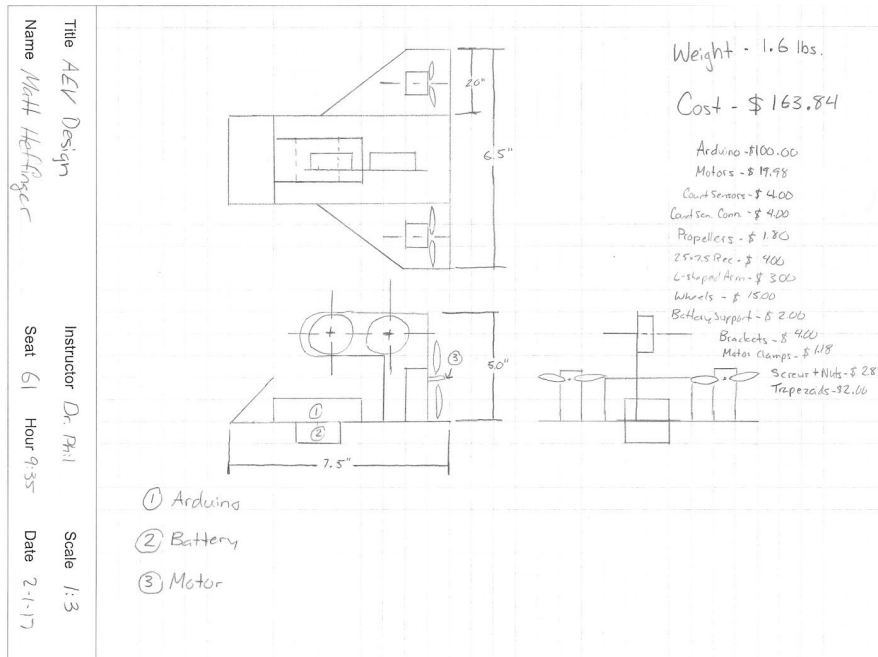 Title AEV Design
Name Matt Heffinger
Instructor Dr. Phil
Seat 61 Hour 9:35
Scale 1:3
Date 2-1-17
Weight - 1.6 lbs.
Cost - $163.84
Arduino - $100.00
Motors - $19.98
Count Sensors - $4.00
Count Sen. Conn. - $4.00
Propellers - $1.80
2.5x7.5 Rec - $4.00
L-shaped Arm - $3.00
Wheels - $15.00
Battery Support - $2.00
Brackets - $4.00
Motor Clamps - $1.18
Screws + Nuts - $2.8
Trapezoids - $2.00
2.0"
6.5"
3
5.0"
1
2
7.5"
1 Arduino
2 Battery
3 Motor